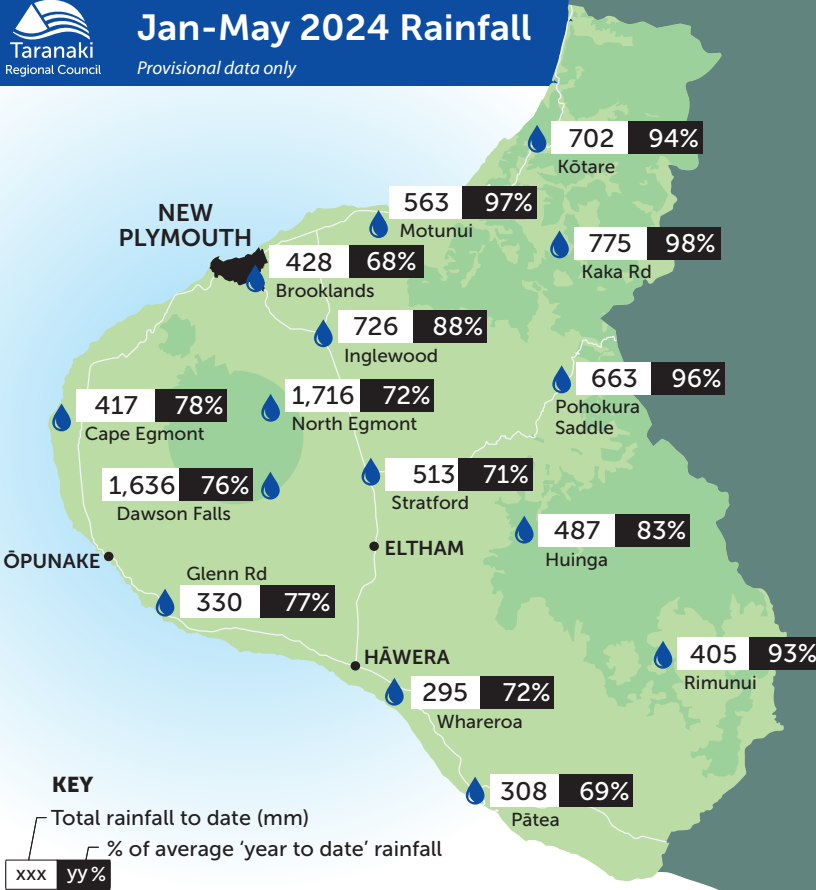 Taranaki
Regional Council
Jan-May 2024 Rainfall
Provisional data only
702 94%
Kōtare
563 97%
Motunui
NEW
PLYMOUTH
775 98%
Kaka Rd
428 68%
Brooklands
726 88%
Inglewood
663 96%
Pohokura
Saddle
417 78%
Cape Egmont
1,716 72%
North Egmont
1,636 76%
Dawson Falls
513 71%
Stratford
487 83%
Huinga
ELTHAM
ŌPUNAKE
Glenn Rd
330 77%
HĀWERA
405 93%
Rimunui
295 72%
Whareroa
308 69%
Pātea
KEY
Total rainfall to date (mm)
% of average ‘year to date’ rainfall
xxx yy%